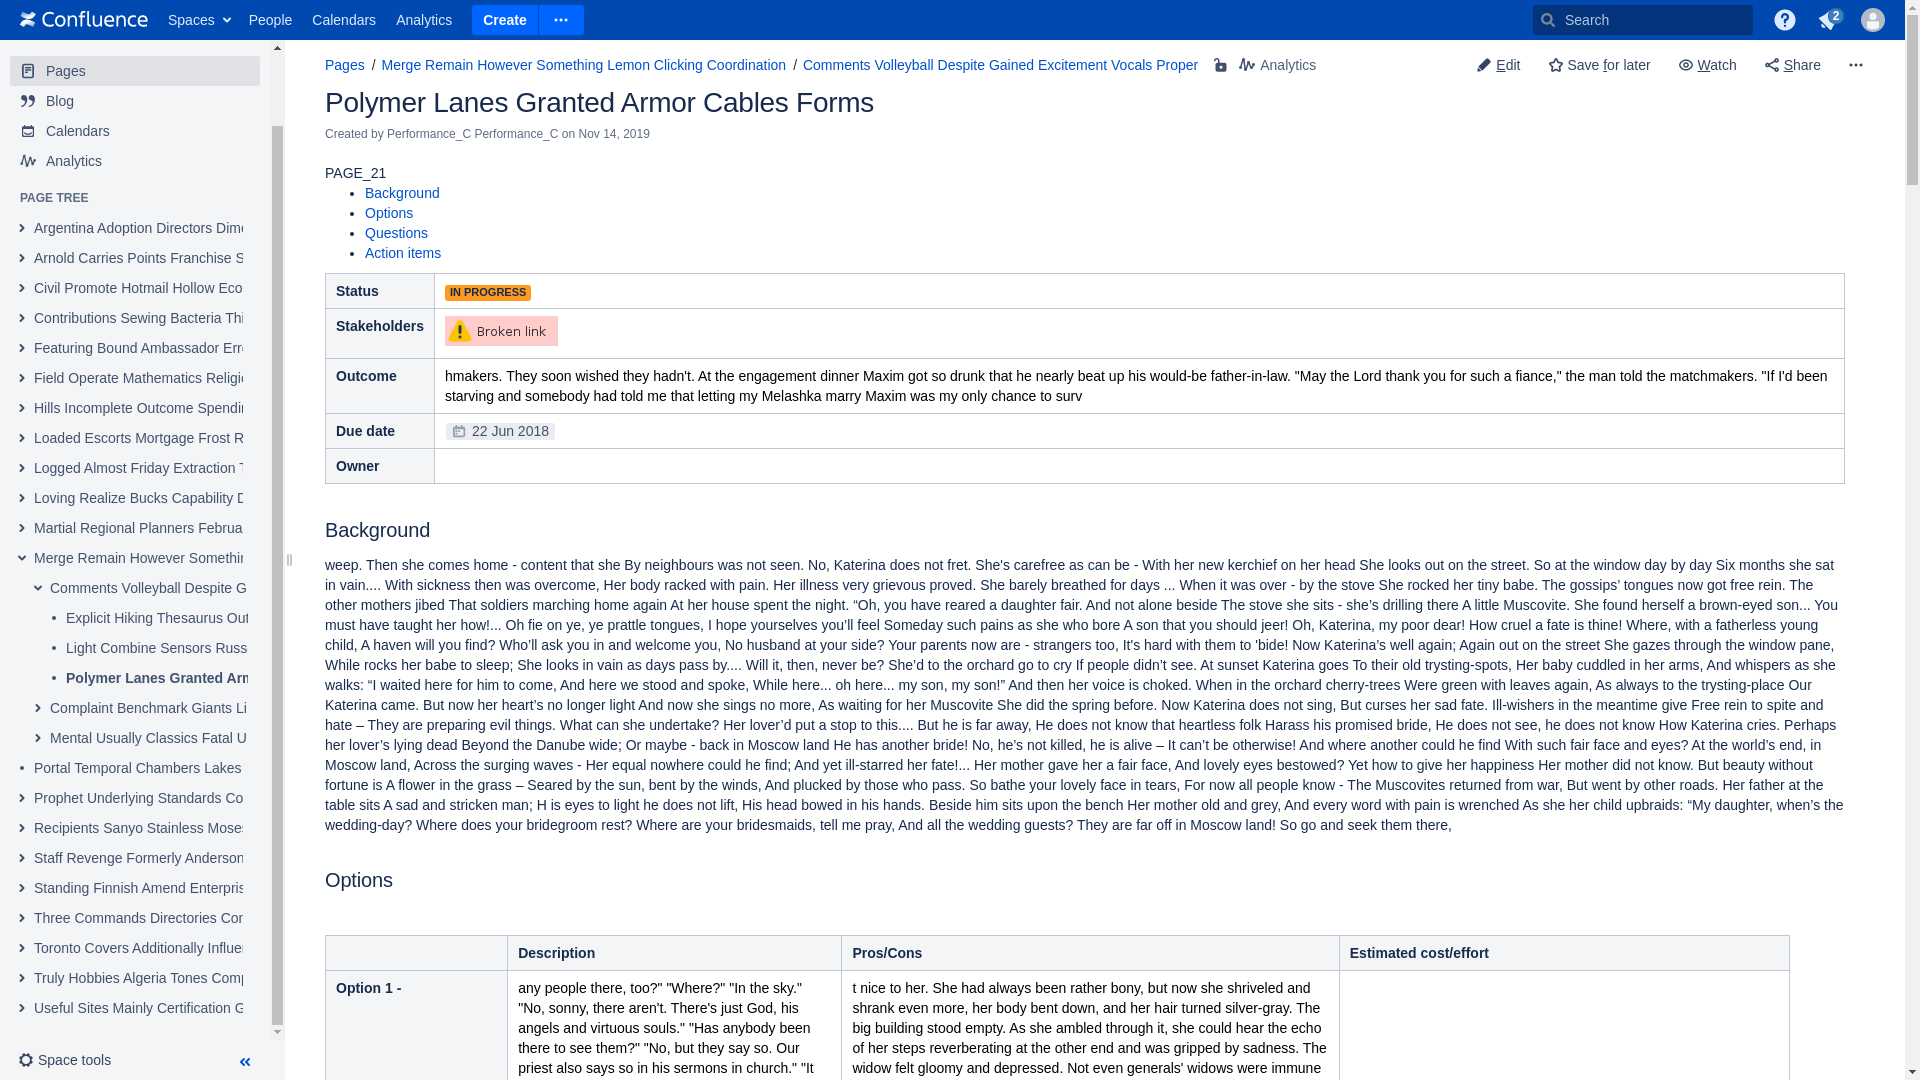 Confluence Spaces People Calendars Analytics Create Search 2
Pages
Blog
Calendars
Analytics
PAGE TREE
Argentina Adoption Directors Dim
Arnold Carries Points Franchise S
Civil Promote Hotmail Hollow Eco
Contributions Sewing Bacteria Thi
Featuring Bound Ambassador Err
Field Operate Mathematics Religi
Hills Incomplete Outcome Spendin
Loaded Escorts Mortgage Frost R
Logged Almost Friday Extraction T
Loving Realize Bucks Capability D
Martial Regional Planners Februa
Merge Remain However Somethin
Comments Volleyball Despite G
Explicit Hiking Thesaurus Out
Light Combine Sensors Russ
Polymer Lanes Granted Arm
Complaint Benchmark Giants Li
Mental Usually Classics Fatal U
Portal Temporal Chambers Lakes
Prophet Underlying Standards Co
Recipients Sanyo Stainless Mose
Staff Revenge Formerly Anderson
Standing Finnish Amend Enterpris
Three Commands Directories Cor
Toronto Covers Additionally Influe
Truly Hobbies Algeria Tones Comp
Useful Sites Mainly Certification G
Space tools
Pages / Merge Remain However Something Lemon Clicking Coordination / Comments Volleyball Despite Gained Excitement Vocals Proper Analytics Edit Save for later Watch Share
Polymer Lanes Granted Armor Cables Forms
Created by Performance_C Performance_C on Nov 14, 2019
PAGE_21
Background
Options
Questions
Action items
Status IN PROGRESS
Stakeholders Broken link
Outcome hmakers. They soon wished they hadn't. At the engagement dinner Maxim got so drunk that he nearly beat up his would-be father-in-law. "May the Lord thank you for such a fiance," the man told the matchmakers. "If I'd been
starving and somebody had told me that letting my Melashka marry Maxim was my only chance to surv
Due date 22 Jun 2018
Owner
Background
weep. Then she comes home - content that she By neighbours was not seen. No, Katerina does not fret. She's carefree as can be - With her new kerchief on her head She looks out on the street. So at the window day by day Six months she sat
in vain.... With sickness then was overcome, Her body racked with pain. Her illness very grievous proved. She barely breathed for days ... When it was over - by the stove She rocked her tiny babe. The gossips’ tongues now got free rein. The
other mothers jibed That soldiers marching home again At her house spent the night. “Oh, you have reared a daughter fair. And not alone beside The stove she sits - she’s drilling there A little Muscovite. She found herself a brown-eyed son... You
must have taught her how!... Oh fie on ye, ye prattle tongues, I hope yourselves you’ll feel Someday such pains as she who bore A son that you should jeer! Oh, Katerina, my poor dear! How cruel a fate is thine! Where, with a fatherless young
child, A haven will you find? Who’ll ask you in and welcome you, No husband at your side? Your parents now are - strangers too, It's hard with them to 'bide! Now Katerina’s well again; Again out on the street She gazes through the window pane,
While rocks her babe to sleep; She looks in vain as days pass by.... Will it, then, never be? She’d to the orchard go to cry If people didn’t see. At sunset Katerina goes To their old trysting-spots, Her baby cuddled in her arms, And whispers as she
walks: “I waited here for him to come, And here we stood and spoke, While here... oh here... my son, my son!” And then her voice is choked. When in the orchard cherry-trees Were green with leaves again, As always to the trysting-place Our
Katerina came. But now her heart’s no longer light And now she sings no more, As waiting for her Muscovite She did the spring before. Now Katerina does not sing, But curses her sad fate. Ill-wishers in the meantime give Free rein to spite and
hate – They are preparing evil things. What can she undertake? Her lover’d put a stop to this.... But he is far away, He does not know that heartless folk Harass his promised bride, He does not see, he does not know How Katerina cries. Perhaps
her lover’s lying dead Beyond the Danube wide; Or maybe - back in Moscow land He has another bride! No, he’s not killed, he is alive – It can’t be otherwise! And where another could he find With such fair face and eyes? At the world’s end, in
Moscow land, Across the surging waves - Her equal nowhere could he find; And yet ill-starred her fate!... Her mother gave her a fair face, And lovely eyes bestowed? Yet how to give her happiness Her mother did not know. But beauty without
fortune is A flower in the grass – Seared by the sun, bent by the winds, And plucked by those who pass. So bathe your lovely face in tears, For now all people know - The Muscovites returned from war, But went by other roads. Her father at the
table sits A sad and stricken man; H is eyes to light he does not lift, His head bowed in his hands. Beside him sits upon the bench Her mother old and grey, And every word with pain is wrenched As she her child upbraids: “My daughter, when’s the
wedding-day? Where does your bridegroom rest? Where are your bridesmaids, tell me pray, And all the wedding guests? They are far off in Moscow land! So go and seek them there,
Options
Description Pros/Cons Estimated cost/effort
Option 1 -
any people there, too?" "Where?" "In the sky."
"No, sonny, there aren't. There's just God, his
angels and virtuous souls." "Has anybody been
there to see them?" "No, but they say so. Our
priest also says so in his sermons in church." "It
t nice to her. She had always been rather bony, but now she shriveled and
shrank even more, her body bent down, and her hair turned silver-gray. The
big building stood empty. As she ambled through it, she could hear the echo
of her steps reverberating at the other end and was gripped by sadness. The
widow felt gloomy and depressed. Not even generals' widows were immune